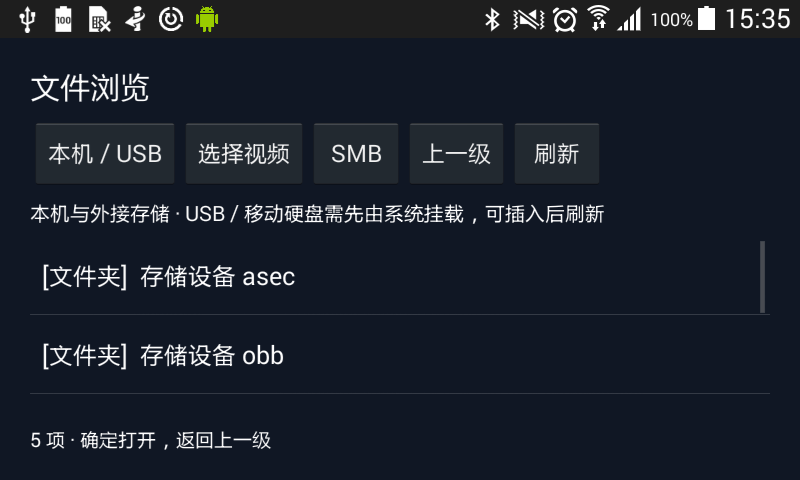 100 100% 15:35
文件浏览
本机 / USB 选择视频 SMB 上一级 刷新
本机与外接存储 · USB / 移动硬盘需先由系统挂载，可插入后刷新
[文件夹] 存储设备 asec
[文件夹] 存储设备 obb
5 项 · 确定打开，返回上一级